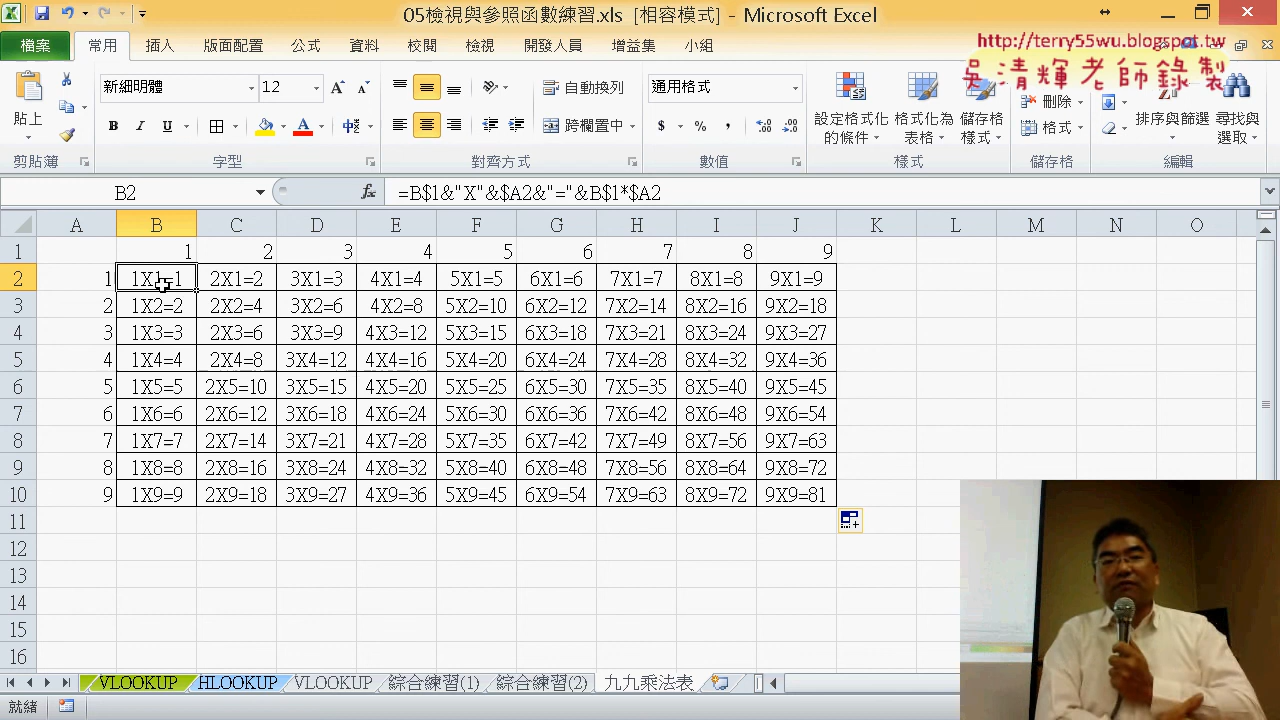 05檢視與參照函數練習.xls [相容模式] - Microsoft Excel
檔案 常用 插入 版面配置 公式 資料 校閱 檢視 開發人員 增益集 小組
http://terry55wu.blogspot.tw
吳清輝老師錄製
貼上 新細明體 12 自動換列 通用格式 刪除
B I U 跨欄置中 $ % , 設定格式化的條件 格式化為表格 儲存格樣式 格式 排序與篩選 尋找與選取
剪貼簿 字型 對齊方式 數值 樣式 儲存格 編輯
B2 fx =B$1&"X"&$A2&"="&B$1*$A2
A B C D E F G H I J K L M N O
1 1 2 3 4 5 6 7 8 9
2 1 1X1=1 2X1=2 3X1=3 4X1=4 5X1=5 6X1=6 7X1=7 8X1=8 9X1=9
3 2 1X2=2 2X2=4 3X2=6 4X2=8 5X2=10 6X2=12 7X2=14 8X2=16 9X2=18
4 3 1X3=3 2X3=6 3X3=9 4X3=12 5X3=15 6X3=18 7X3=21 8X3=24 9X3=27
5 4 1X4=4 2X4=8 3X4=12 4X4=16 5X4=20 6X4=24 7X4=28 8X4=32 9X4=36
6 5 1X5=5 2X5=10 3X5=15 4X5=20 5X5=25 6X5=30 7X5=35 8X5=40 9X5=45
7 6 1X6=6 2X6=12 3X6=18 4X6=24 5X6=30 6X6=36 7X6=42 8X6=48 9X6=54
8 7 1X7=7 2X7=14 3X7=21 4X7=28 5X7=35 6X7=42 7X7=49 8X7=56 9X7=63
9 8 1X8=8 2X8=16 3X8=24 4X8=32 5X8=40 6X8=48 7X8=56 8X8=64 9X8=72
10 9 1X9=9 2X9=18 3X9=27 4X9=36 5X9=45 6X9=54 7X9=63 8X9=72 9X9=81
11
12
13
14
15
16
VLOOKUP HLOOKUP VLOOKUP 綜合練習(1) 綜合練習(2) 九九乘法表
就緒